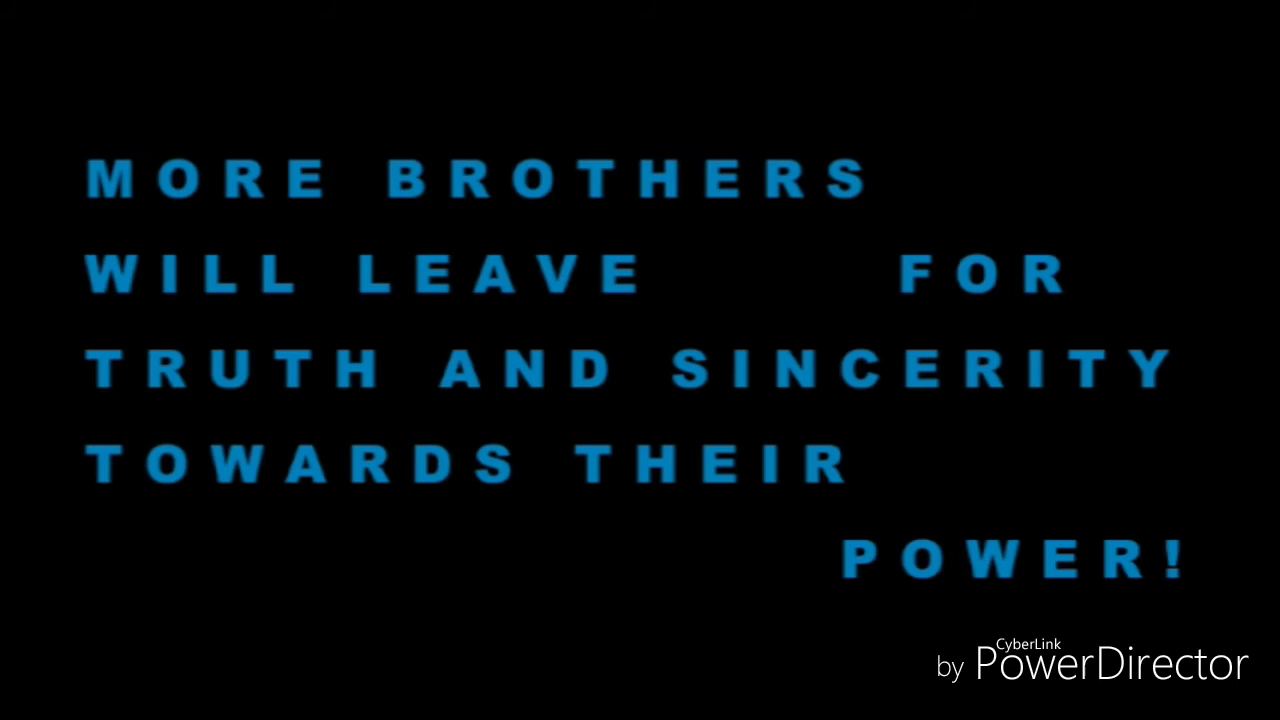 MORE BROTHERS
WILL LEAVE FOR
TRUTH AND SINCERITY
TOWARDS THEIR
POWER!
CyberLink
by PowerDirector